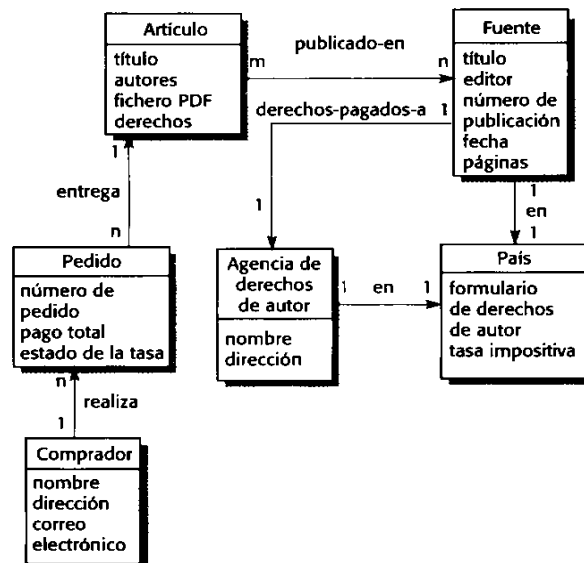 Artículo
título
autores
fichero PDF
derechos
m
publicado-en
n
Fuente
título
editor
número de
publicación
fecha
páginas
derechos-pagados-a
1
1
1
entrega
n
1
en
1
1
Pedido
número de
pedido
pago total
estado de la tasa
Agencia de
derechos
de autor
nombre
dirección
1
en
1
País
formulario
de derechos
de autor
tasa impositiva
n
realiza
1
Comprador
nombre
dirección
correo
electrónico